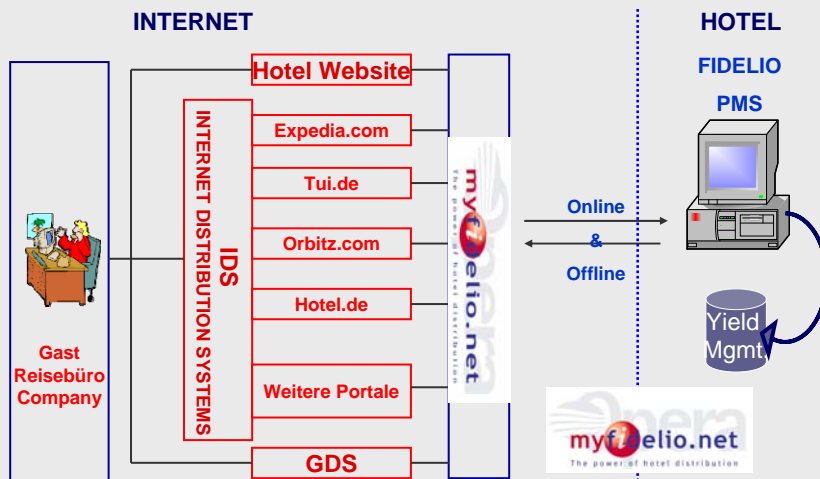 INTERNET
HOTEL
Hotel Website
FIDELIO
PMS
INTERNET DISTRIBUTION SYSTEMS
IDS
Expedia.com
Tui.de
Orbitz.com
Hotel.de
Weitere Portale
GDS
Gast
Reisebüro
Company
Opera
myfidelio.net
The power of hotel distribution
Online
&
Offline
Yield
Mgmt.
Opera
myfidelio.net
The power of hotel distribution